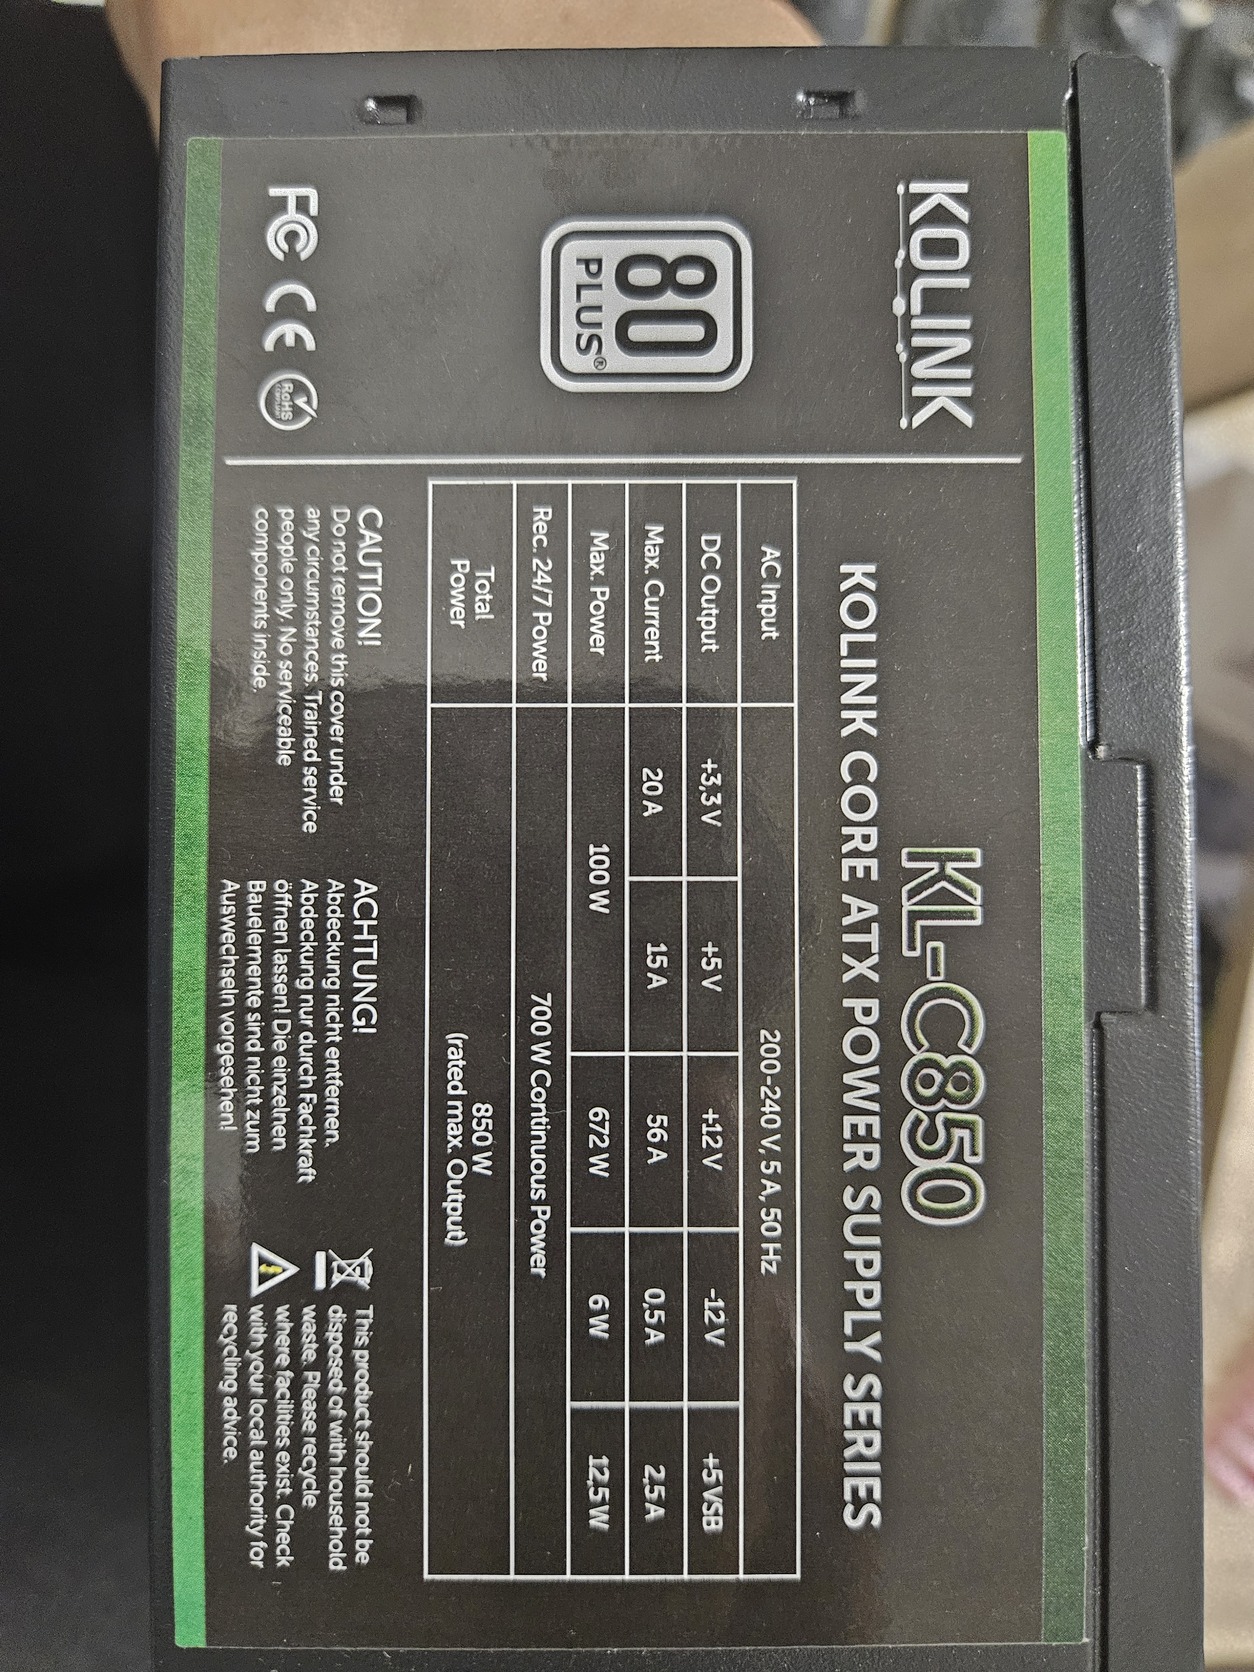 KOLINK
80
PLUS®
FC CE RoHS
KL-C850
KOLINK CORE ATX POWER SUPPLY SERIES
AC Input 200-240 V, 5 A, 50 Hz
DC Output +3,3 V +5 V +12 V -12 V +5VSB
Max. Current 20 A 15 A 56 A 0,5 A 2,5 A
Max. Power 100 W 672 W 6 W 12,5 W
Rec. 24/7 Power 700 W Continuous Power
Total
Power
850 W
(rated max. Output)
CAUTION!
Do not remove this cover under
any circumstances. Trained service
people only. No serviceable
components inside.
ACHTUNG!
Abdeckung nicht entfernen.
Abdeckung nur durch Fachkraft
öffnen lassen! Die einzelnen
Bauelemente sind nicht zum
Auswechseln vorgesehen!
This product should not be
disposed of with household
waste. Please recycle
where facilities exist. Check
with your local authority for
recycling advice.